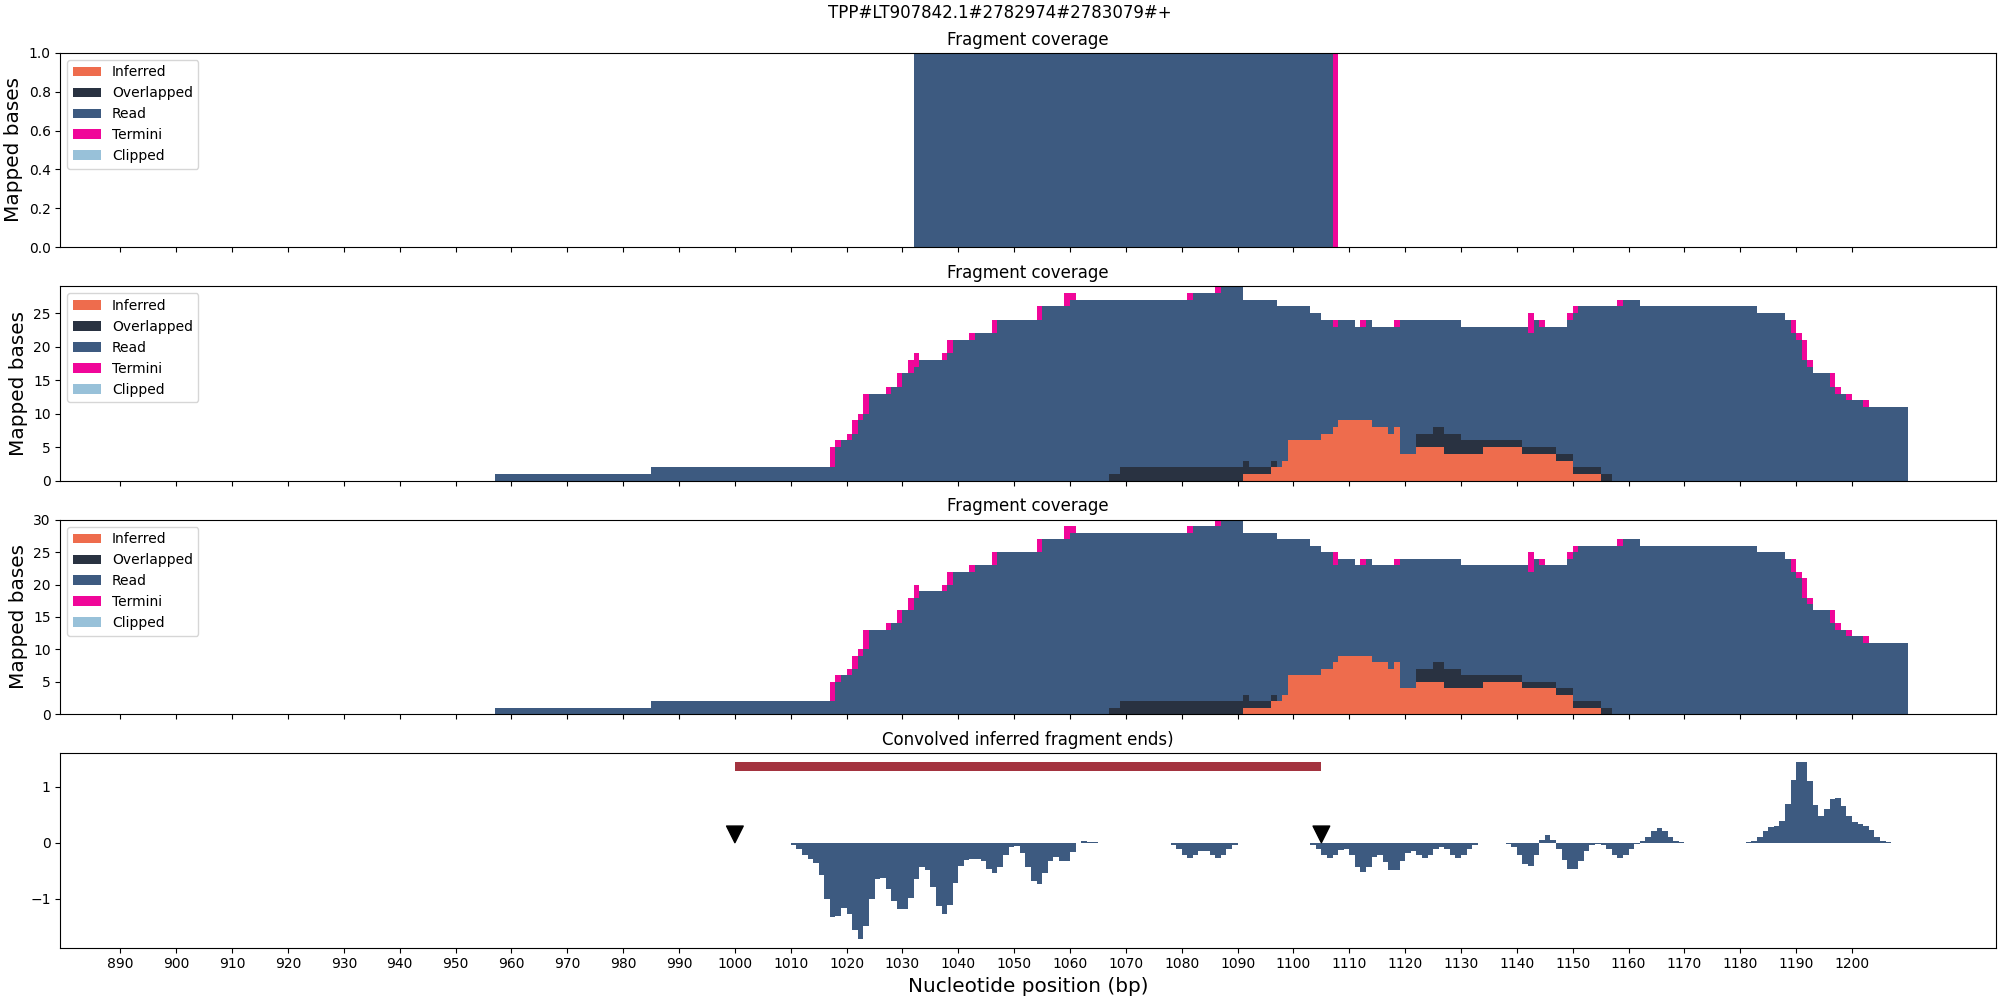 TPP#LT907842.1#2782974#2783079#+
Fragment coverage
Mapped bases
1.0
0.8
0.6
0.4
0.2
0.0
Inferred
Overlapped
Read
Termini
Clipped
Fragment coverage
Mapped bases
25
20
15
10
5
0
Inferred
Overlapped
Read
Termini
Clipped
Fragment coverage
Mapped bases
30
25
20
15
10
5
0
Inferred
Overlapped
Read
Termini
Clipped
Convolved inferred fragment ends)
1
0
−1
890 900 910 920 930 940 950 960 970 980 990 1000 1010 1020 1030 1040 1050 1060 1070 1080 1090 1100 1110 1120 1130 1140 1150 1160 1170 1180 1190 1200
Nucleotide position (bp)